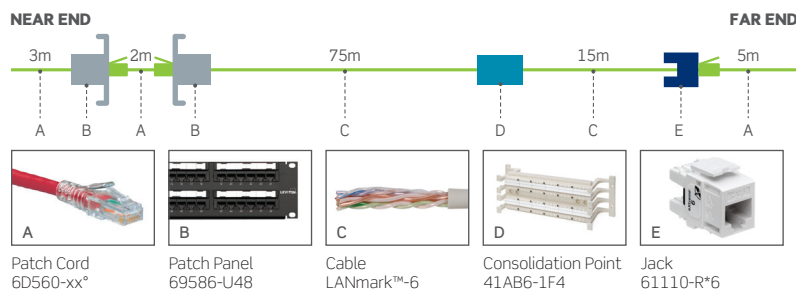 NEAR END
FAR END
3m
2m
75m
15m
5m
A
B
A
B
C
D
C
E
A
A
B
C
D
E
Patch Cord
6D560-xx°
Patch Panel
69586-U48
Cable
LANmark™-6
Consolidation Point
41AB6-1F4
Jack
61110-R*6